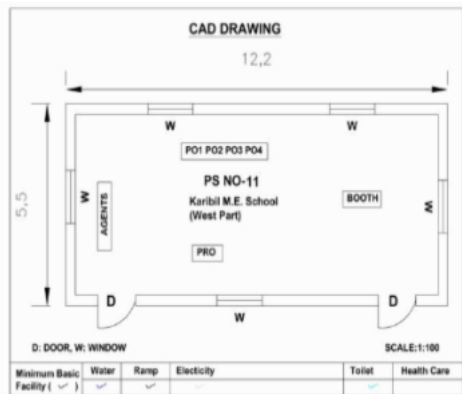 CAD DRAWING
12,2
W
W
PO1 PO2 PO3 PO4
5,5
W
AGENTS
PS NO-11
Karibil M.E. School
(West Part)
BOOTH
W
PRO
D
D
W
D: DOOR, W: WINDOW
SCALE:1:100
Minimum Basic Facility ( ✓ )
Water
Ramp
Electicity
Toilet
Health Care